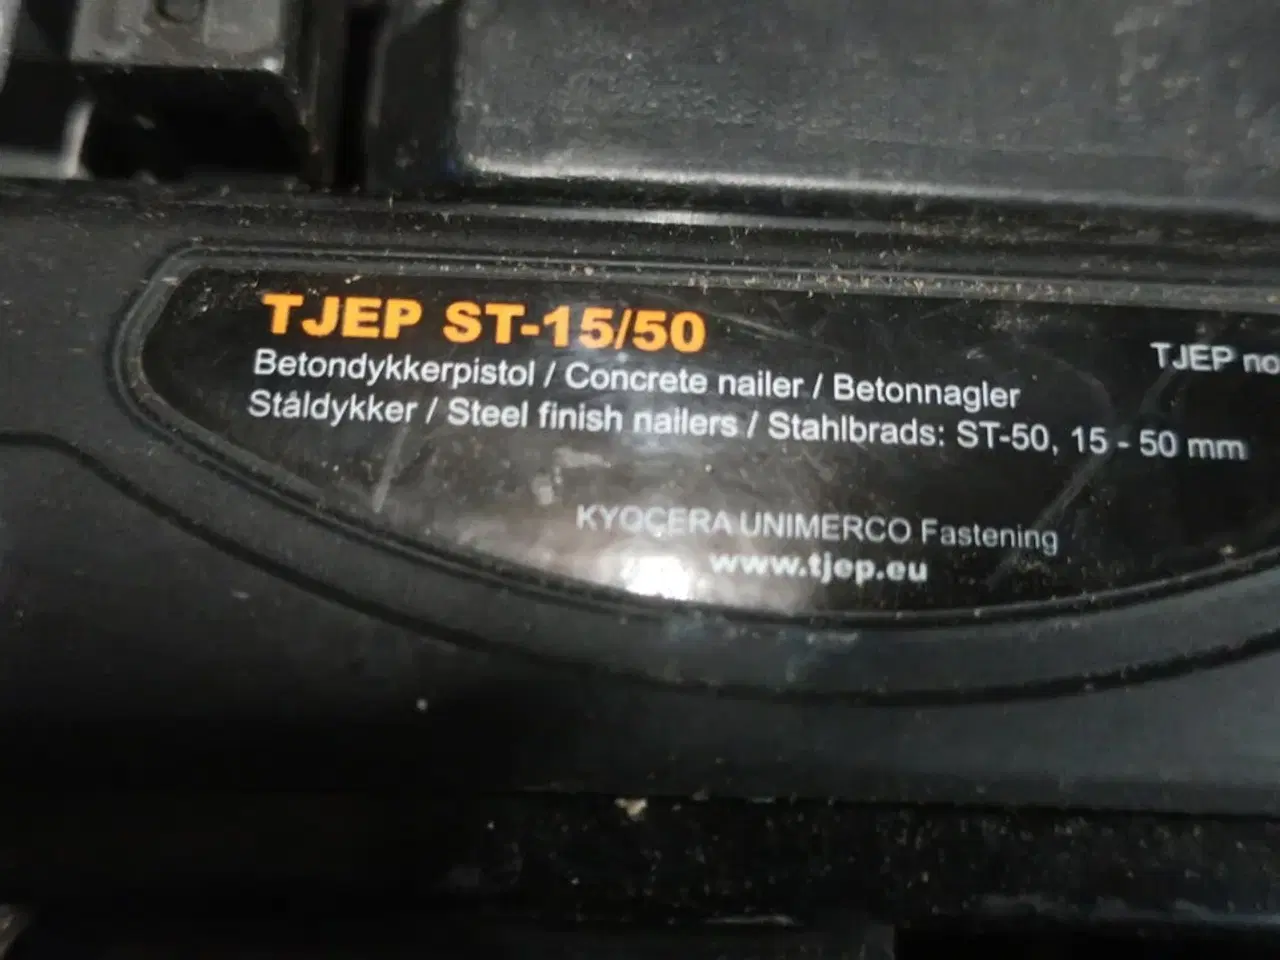 TJEP ST-15/50
TJEP no
Betondykkerpistol / Concrete nailer / Betonnagler
Ståldykker / Steel finish nailers / Stahlbrads: ST-50, 15 - 50 mm
KYOCERA UNIMERCO Fastening
www.tjep.eu